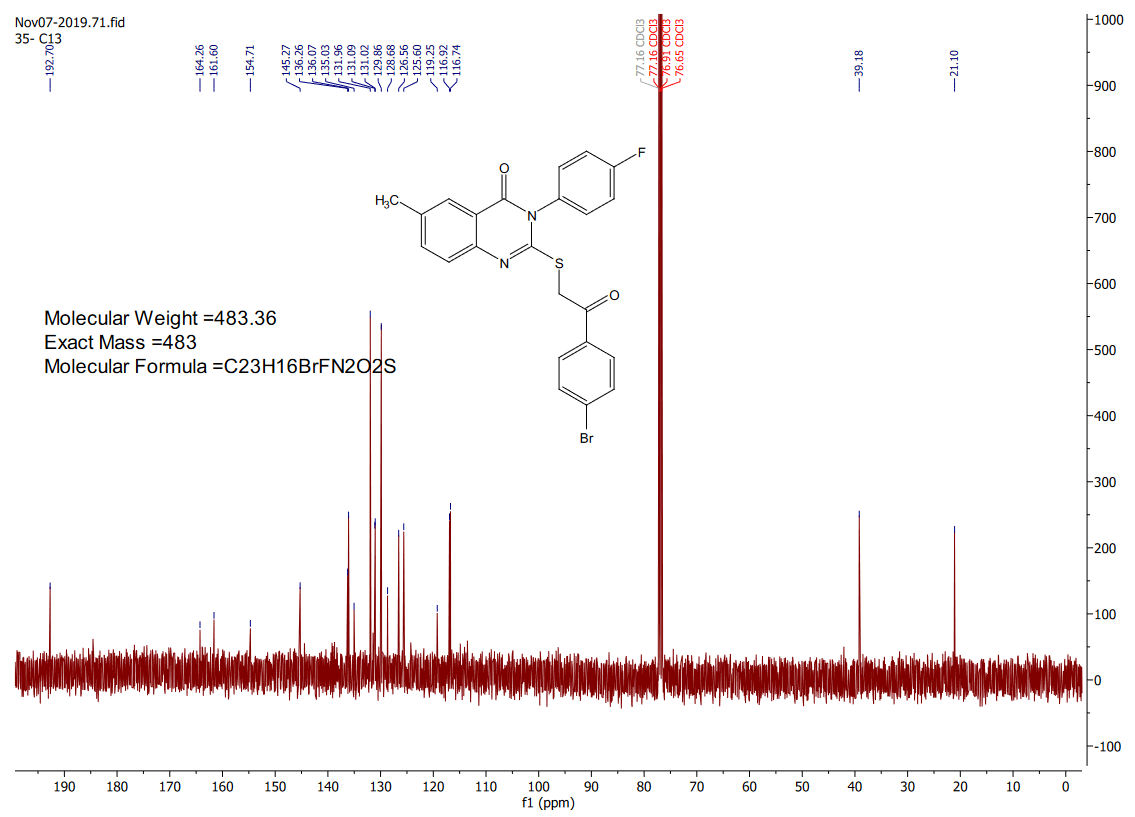 Nov07-2019.71.fid
35- C13
192.70
164.26
161.60
154.71
145.27
136.26
136.07
135.03
131.96
131.09
131.02
129.86
128.68
126.56
125.60
119.25
116.92
116.74
77.16 CDCl3
77.16 CDCl3
76.91 CDCl3
76.65 CDCl3
39.18
21.10
1000
900
800
700
600
500
400
300
200
100
0
-100
O
F
H3C
N
N
S
O
Br
Molecular Weight =483.36
Exact Mass =483
Molecular Formula =C23H16BrFN2O2S
190
180
170
160
150
140
130
120
110
100
90
80
70
60
50
40
30
20
10
0
f1 (ppm)